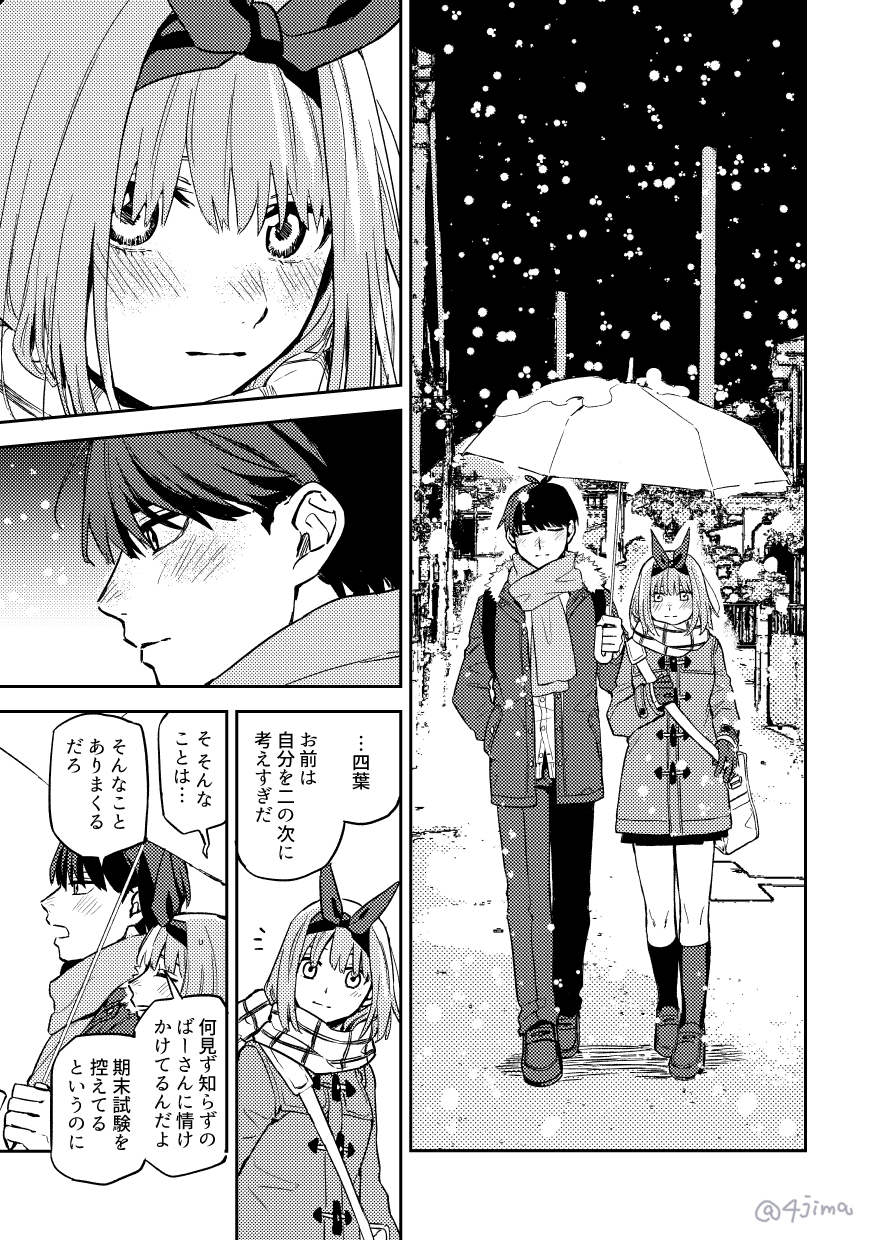 …四葉
お前は
自分を二の次に
考えすぎだ
そ そんな
ことは…
そんなこと
ありまくる
だろ
何見ず知らずの
ばーさんに情け
かけてるんだよ
期末試験を
控えてる
というのに
@4jima